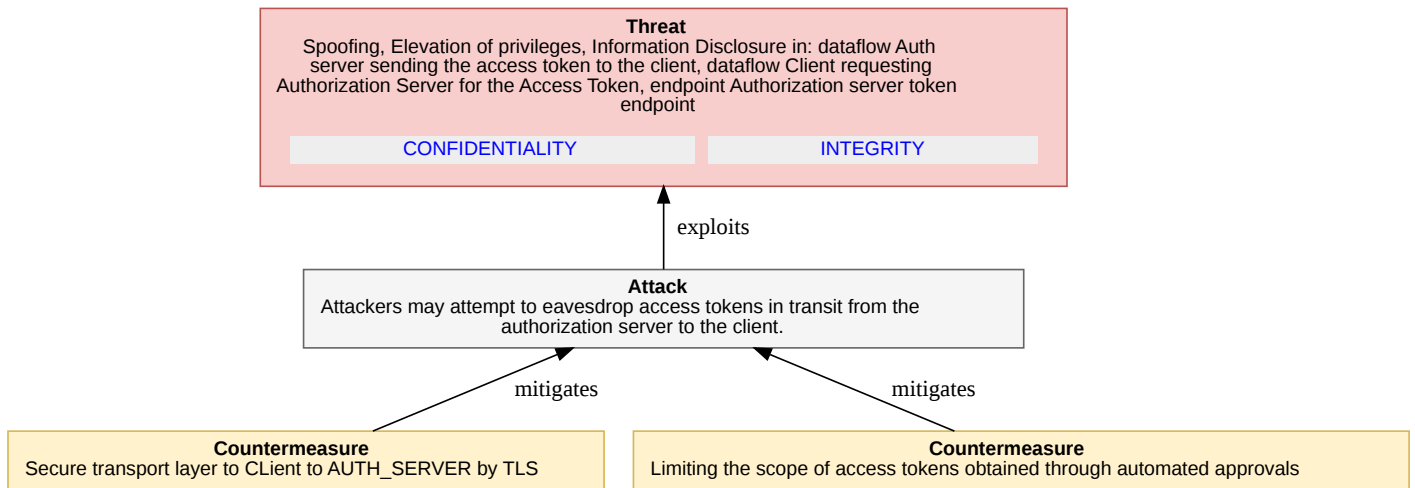 Threat
Spoofing, Elevation of privileges, Information Disclosure in: dataflow Auth
server sending the access token to the client, dataflow Client requesting
Authorization Server for the Access Token, endpoint Authorization server token
endpoint
CONFIDENTIALITY
INTEGRITY
exploits
Attack
Attackers may attempt to eavesdrop access tokens in transit from the
authorization server to the client.
mitigates
mitigates
Countermeasure
Secure transport layer to CLient to AUTH_SERVER by TLS
Countermeasure
Limiting the scope of access tokens obtained through automated approvals